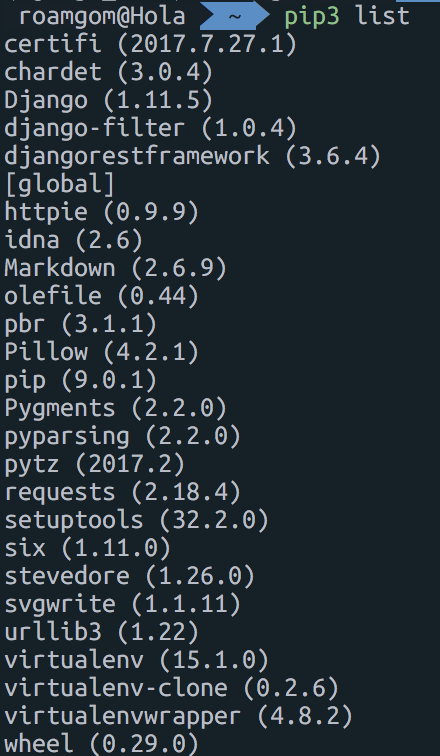 roamgom@Hola ~ pip3 list
certifi (2017.7.27.1)
chardet (3.0.4)
Django (1.11.5)
django-filter (1.0.4)
djangorestframework (3.6.4)
[global]
httpie (0.9.9)
idna (2.6)
Markdown (2.6.9)
olefile (0.44)
pbr (3.1.1)
Pillow (4.2.1)
pip (9.0.1)
Pygments (2.2.0)
pyparsing (2.2.0)
pytz (2017.2)
requests (2.18.4)
setuptools (32.2.0)
six (1.11.0)
stevedore (1.26.0)
svgwrite (1.1.11)
urllib3 (1.22)
virtualenv (15.1.0)
virtualenv-clone (0.2.6)
virtualenvwrapper (4.8.2)
wheel (0.29.0)